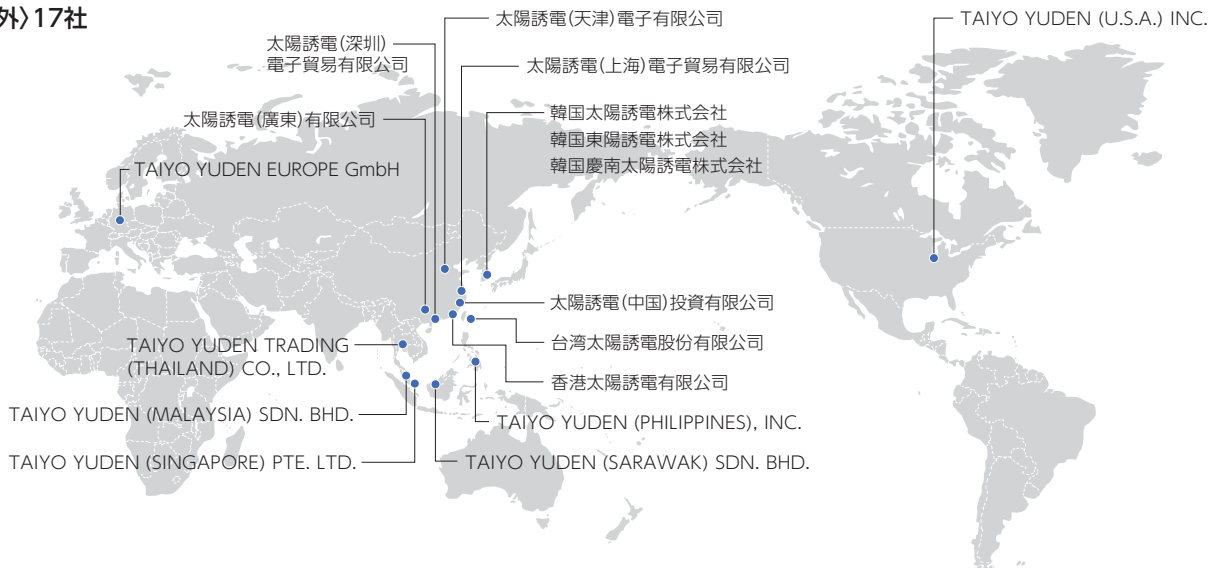 外〉17社
太陽誘電(天津)電子有限公司
TAIYO YUDEN (U.S.A.) INC.
太陽誘電(深圳)
電子貿易有限公司
太陽誘電(上海)電子貿易有限公司
太陽誘電(廣東)有限公司
韓国太陽誘電株式会社
韓国東陽誘電株式会社
韓国慶南太陽誘電株式会社
TAIYO YUDEN EUROPE GmbH
太陽誘電(中国)投資有限公司
TAIYO YUDEN TRADING
(THAILAND) CO., LTD.
台湾太陽誘電股份有限公司
香港太陽誘電有限公司
TAIYO YUDEN (MALAYSIA) SDN. BHD.
TAIYO YUDEN (PHILIPPINES), INC.
TAIYO YUDEN (SINGAPORE) PTE. LTD.
TAIYO YUDEN (SARAWAK) SDN. BHD.